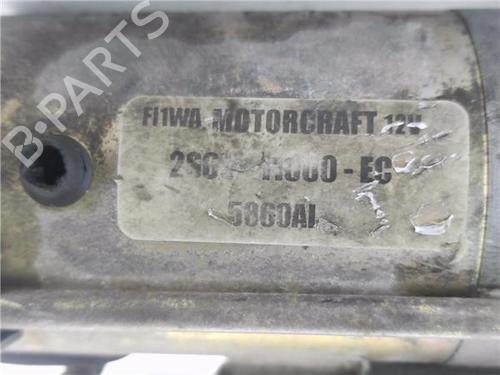 B-PARTS
FI1WA MOTORCRAFT 12V
EC
5860AI